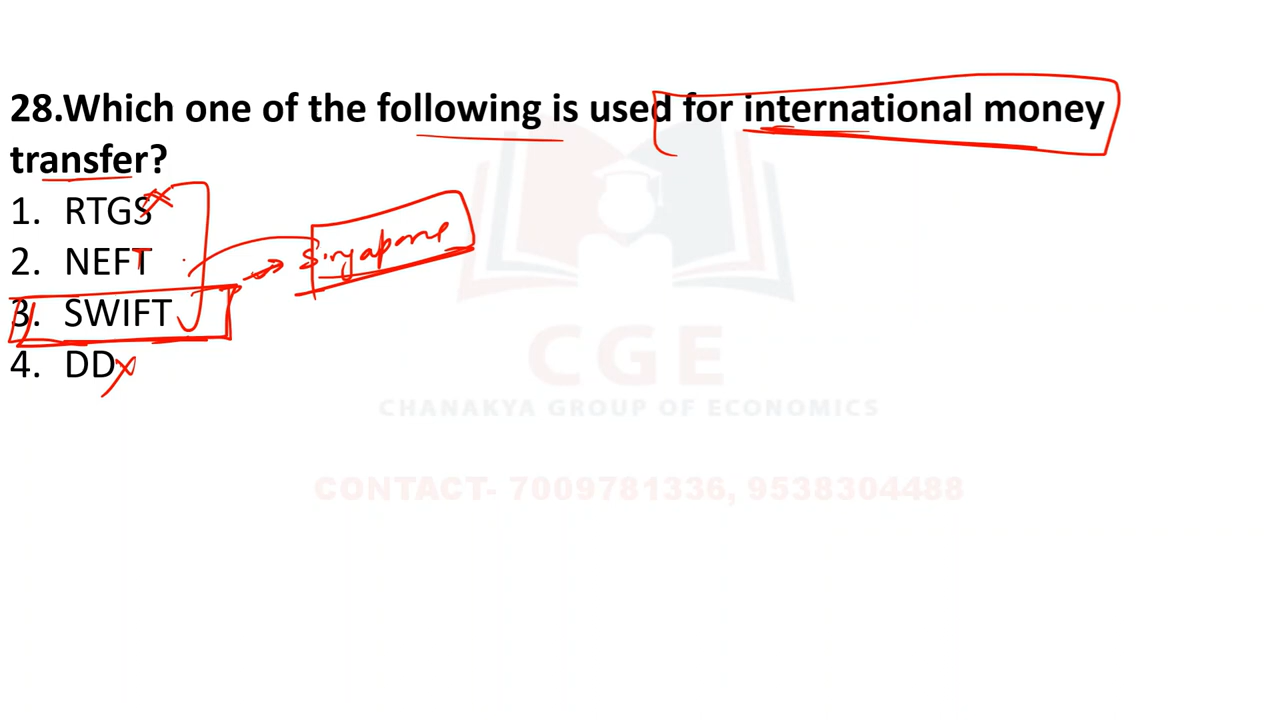 28.Which one of the following is used for international money
transfer?
1. RTGS
2. NEFT
Singapore
3. SWIFT
4. DD
CGE
CHANAKYA GROUP OF ECONOMICS
CONTACT- 7009781336, 9538304488